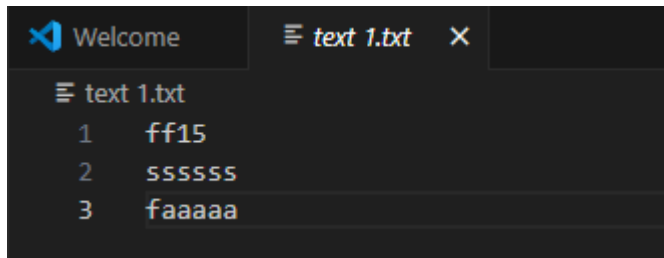 Welcome
text 1.txt
text 1.txt
1 ff15
2 ssssss
3 faaaaa